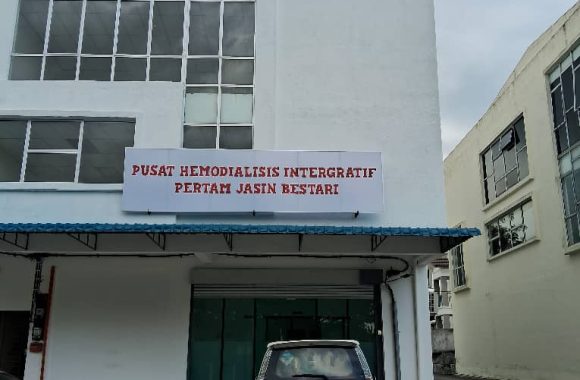 PUSAT HEMODIALISIS INTERGRATIF
PERTAM JASIN BESTARI